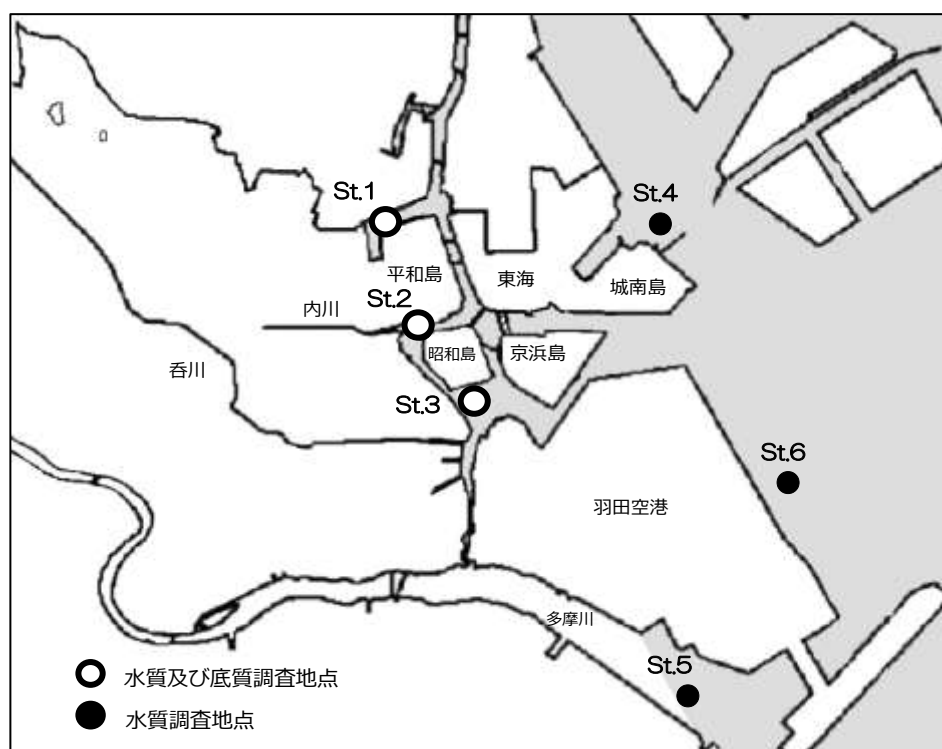 St.1
St.4
平和島
東海
城南島
St.2
内川
昭和島
京浜島
呑川
St.3
St.6
羽田空港
多摩川
St.5
水質及び底質調査地点
水質調査地点